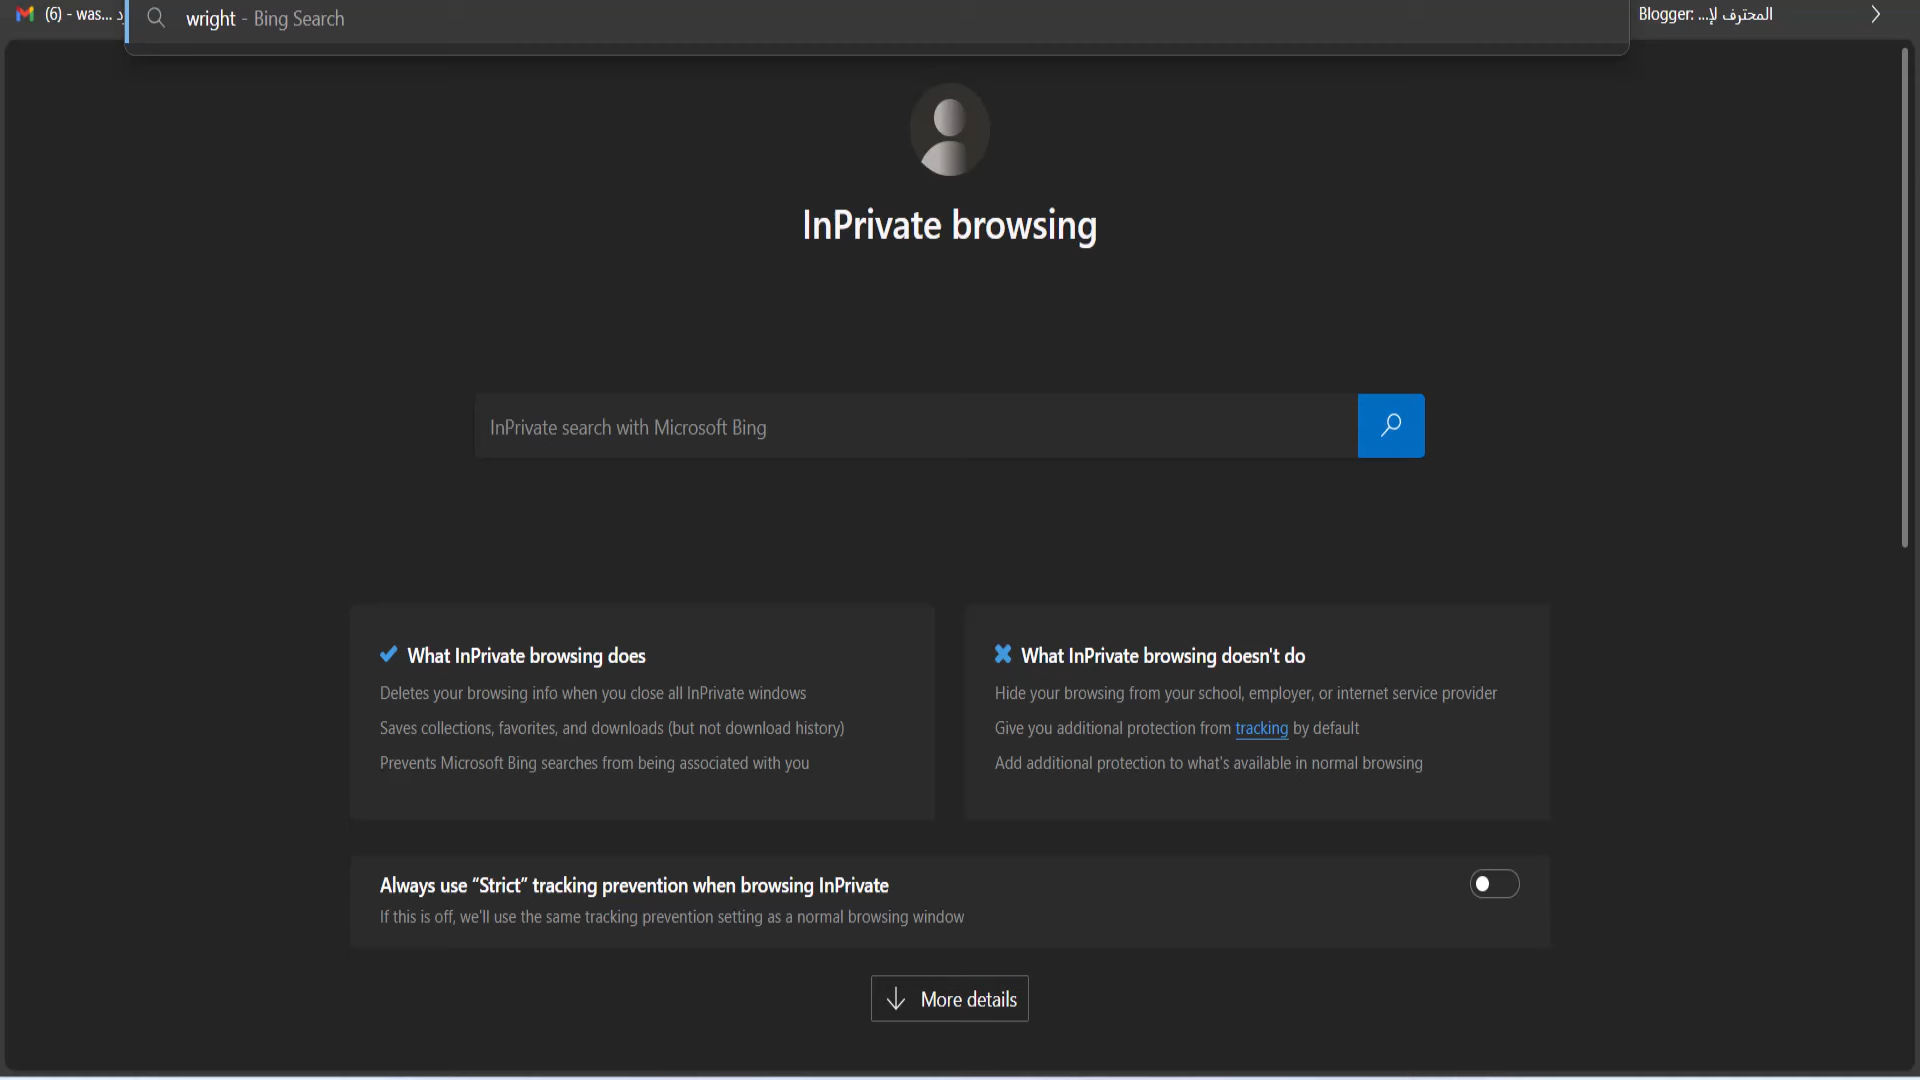 (6) - was... د
wright - Bing Search
Blogger: ...المحترف لإ
InPrivate browsing
InPrivate search with Microsoft Bing
What InPrivate browsing does
Deletes your browsing info when you close all InPrivate windows
Saves collections, favorites, and downloads (but not download history)
Prevents Microsoft Bing searches from being associated with you
What InPrivate browsing doesn't do
Hide your browsing from your school, employer, or internet service provider
Give you additional protection from tracking by default
Add additional protection to what's available in normal browsing
Always use “Strict” tracking prevention when browsing InPrivate
If this is off, we'll use the same tracking prevention setting as a normal browsing window
More details